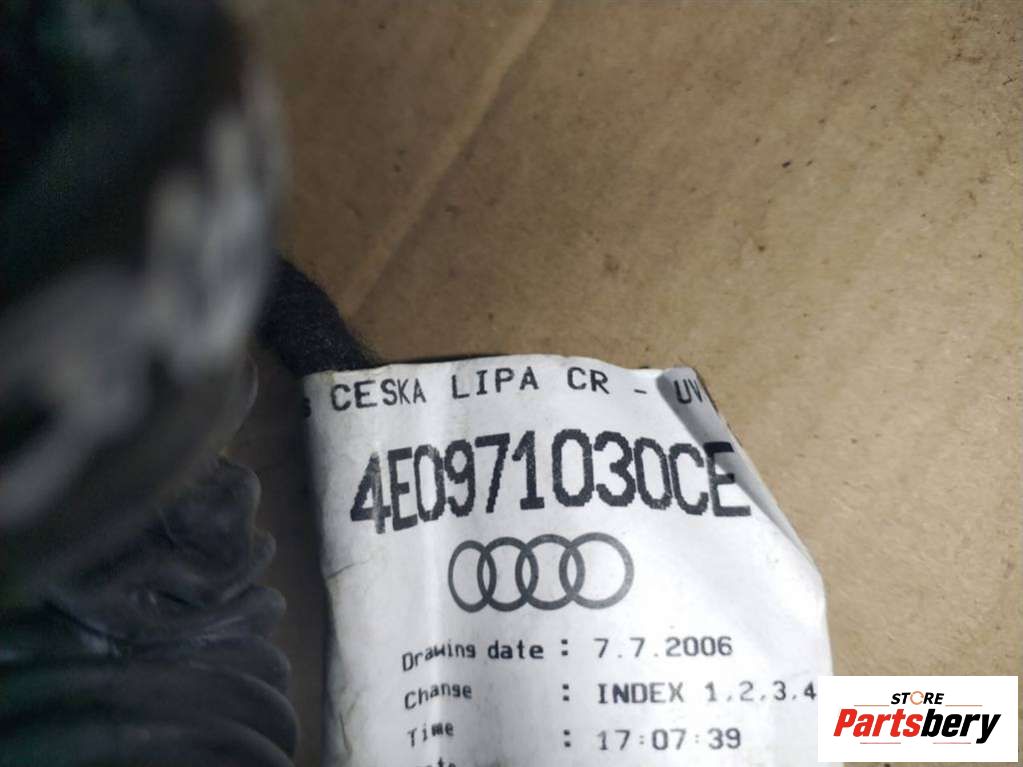 CESKA LIPA CR - UV
4E0971030CE
Drawing date : 7.7.2006
Change : INDEX 1,2,3,4
Time : 17:07:39
STORE
Partsbery